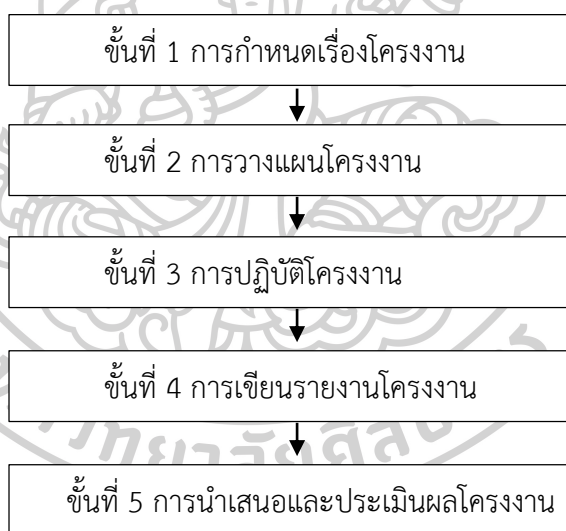 ขั้นที่ 1 การกำหนดเรื่องโครงงาน
ขั้นที่ 2 การวางแผนโครงงาน
ขั้นที่ 3 การปฏิบัติโครงงาน
ขั้นที่ 4 การเขียนรายงานโครงงาน
ขั้นที่ 5 การนำเสนอและประเมินผลโครงงาน